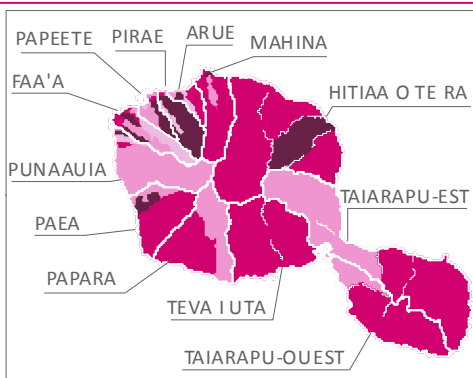 PAPEETE
PIRAE
ARUE
MAHINA
FAA'A
HITIAA O TE RA
PUNAAUIA
TAIARAPU-EST
PAEA
PAPARA
TEVA I UTA
TAIARAPU-OUEST